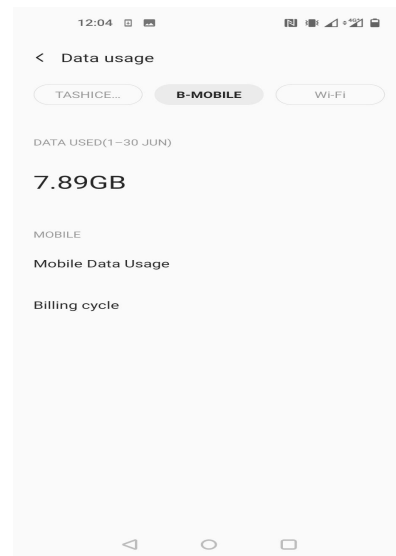 12:04
Data usage
TASHICE... B-MOBILE Wi-Fi
DATA USED(1–30 JUN)
7.89GB
MOBILE
Mobile Data Usage
Billing cycle